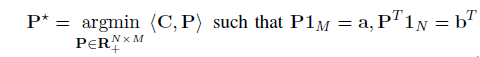 P⋆ = argmin ⟨C, P⟩ such that P1_M = a, P^T 1_N = b^T
P∈R_+^{N×M}